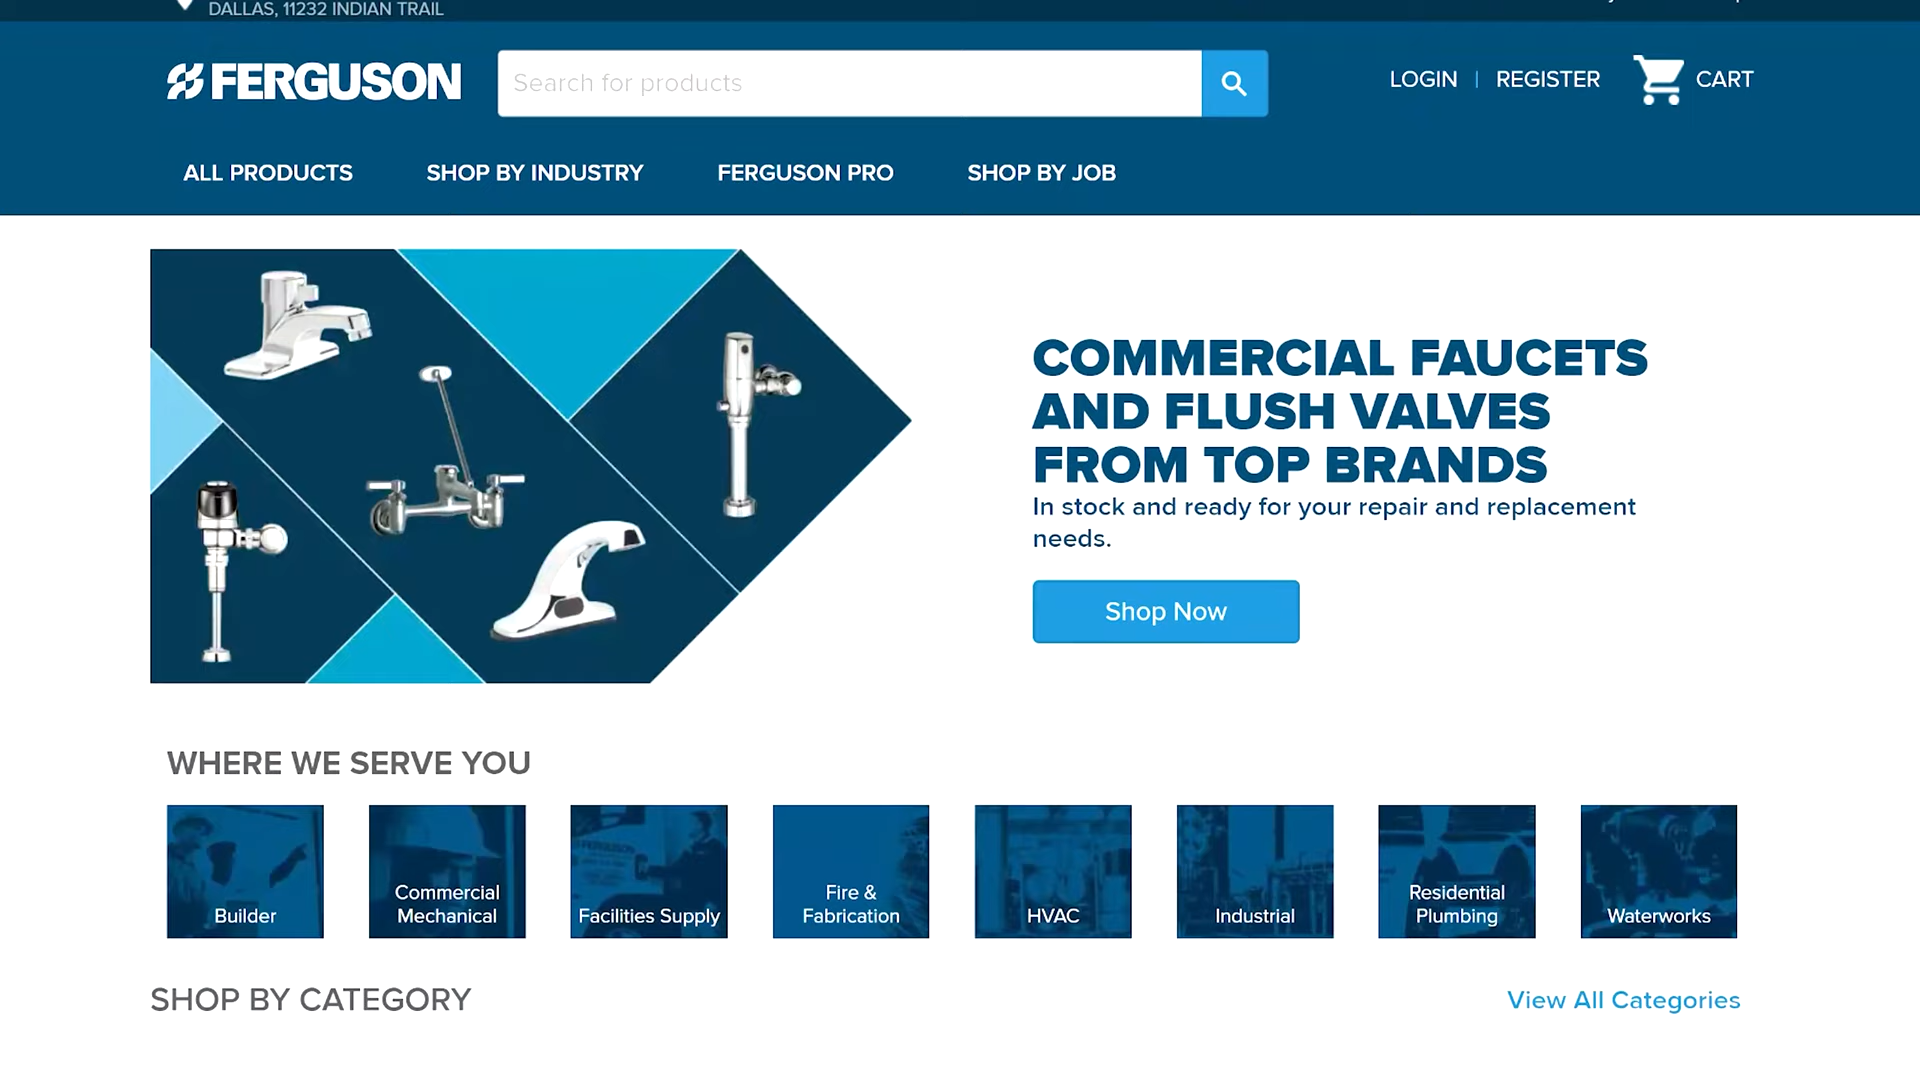 DALLAS, 11232 INDIAN TRAIL
FERGUSON
Search for products
LOGIN | REGISTER
CART
ALL PRODUCTS
SHOP BY INDUSTRY
FERGUSON PRO
SHOP BY JOB
COMMERCIAL FAUCETS
AND FLUSH VALVES
FROM TOP BRANDS
In stock and ready for your repair and replacement
needs.
Shop Now
WHERE WE SERVE YOU
FERGUSON
Builder
Commercial
Mechanical
Facilities Supply
Fire &
Fabrication
HVAC
Industrial
Residential
Plumbing
Waterworks
SHOP BY CATEGORY
View All Categories